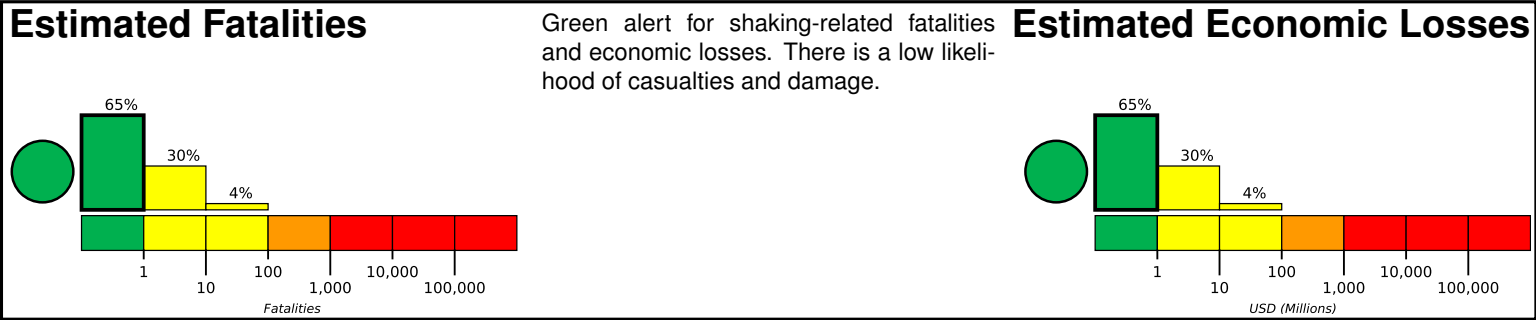 Estimated Fatalities
65%
30%
4%
1
10
100
1,000
10,000
100,000
Fatalities
Green alert for shaking-related fatalities
and economic losses. There is a low likeli-
hood of casualties and damage.
Estimated Economic Losses
65%
30%
4%
1
10
100
1,000
10,000
100,000
USD (Millions)